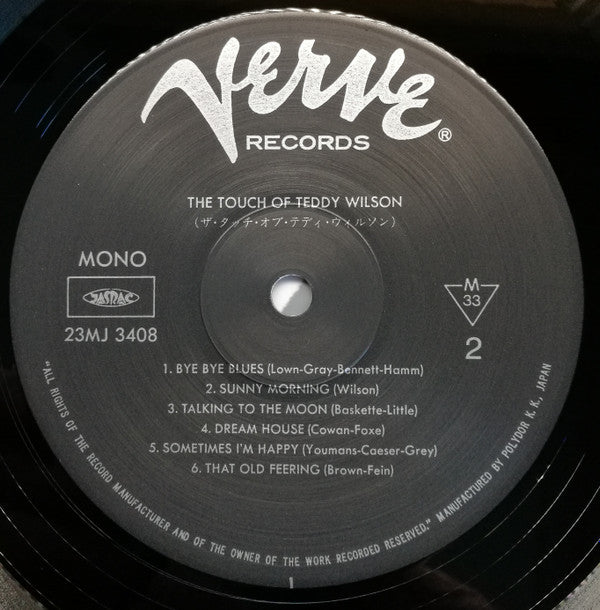 Verve
RECORDS ®
THE TOUCH OF TEDDY WILSON
(ザ・タッチ・オブ・テディ・ウィルソン)
MONO
JASRAC
23MJ 3408
M
33
2
1. BYE BYE BLUES (Lown-Gray-Bennett-Hamm)
2. SUNNY MORNING (Wilson)
3. TALKING TO THE MOON (Baskette-Little)
4. DREAM HOUSE (Cowan-Foxe)
5. SOMETIMES I'M HAPPY (Youmans-Caeser-Grey)
6. THAT OLD FEERING (Brown-Fein)
"ALL RIGHTS OF THE RECORD MANUFACTURER AND OF THE OWNER OF THE WORK RECORDED RESERVED." MANUFACTURED BY POLYDOR K. K., JAPAN
1